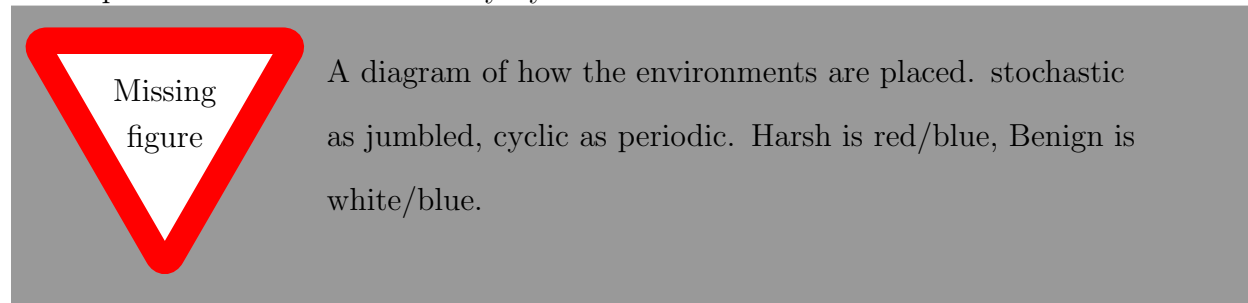 Missing
figure
A diagram of how the environments are placed. stochastic
as jumbled, cyclic as periodic. Harsh is red/blue, Benign is
white/blue.